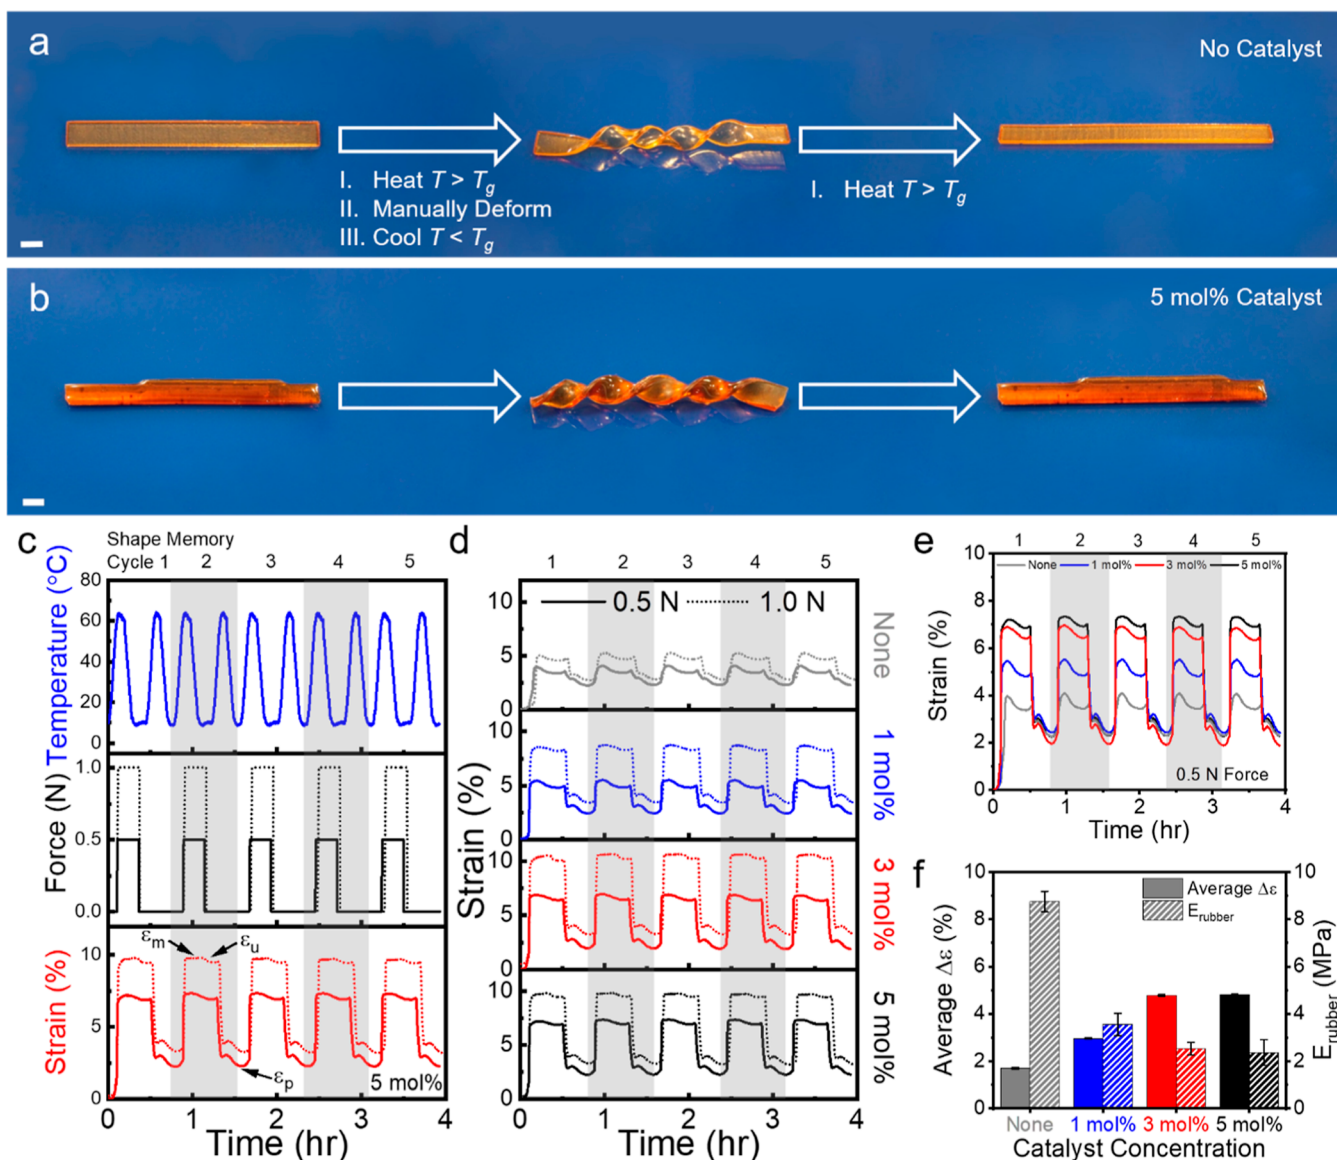 a
No Catalyst
I. Heat T > Tg
II. Manually Deform
III. Cool T < Tg
I. Heat T > Tg
b
5 mol% Catalyst
c
Shape Memory
Cycle 1 2 3 4 5
Temperature (°C)
80
60
40
20
0
Force (N)
1.0
0.5
0.0
Strain (%)
10
5
0
εm
εu
εp
5 mol%
0 1 2 3 4
Time (hr)
d
1 2 3 4 5
0.5 N 1.0 N
Strain (%)
10
5
0
None
10
5
0
1 mol%
10
5
0
3 mol%
10
5
0
5 mol%
0 1 2 3 4
Time (hr)
e
1 2 3 4 5
None 1 mol% 3 mol% 5 mol%
Strain (%)
10
8
6
4
2
0
0.5 N Force
0 1 2 3 4
Time (hr)
f
Average Δε
Erubber
Average Δε (%)
10
8
6
4
2
0
Erubber (MPa)
10
8
6
4
2
0
None 1 mol% 3 mol% 5 mol%
Catalyst Concentration